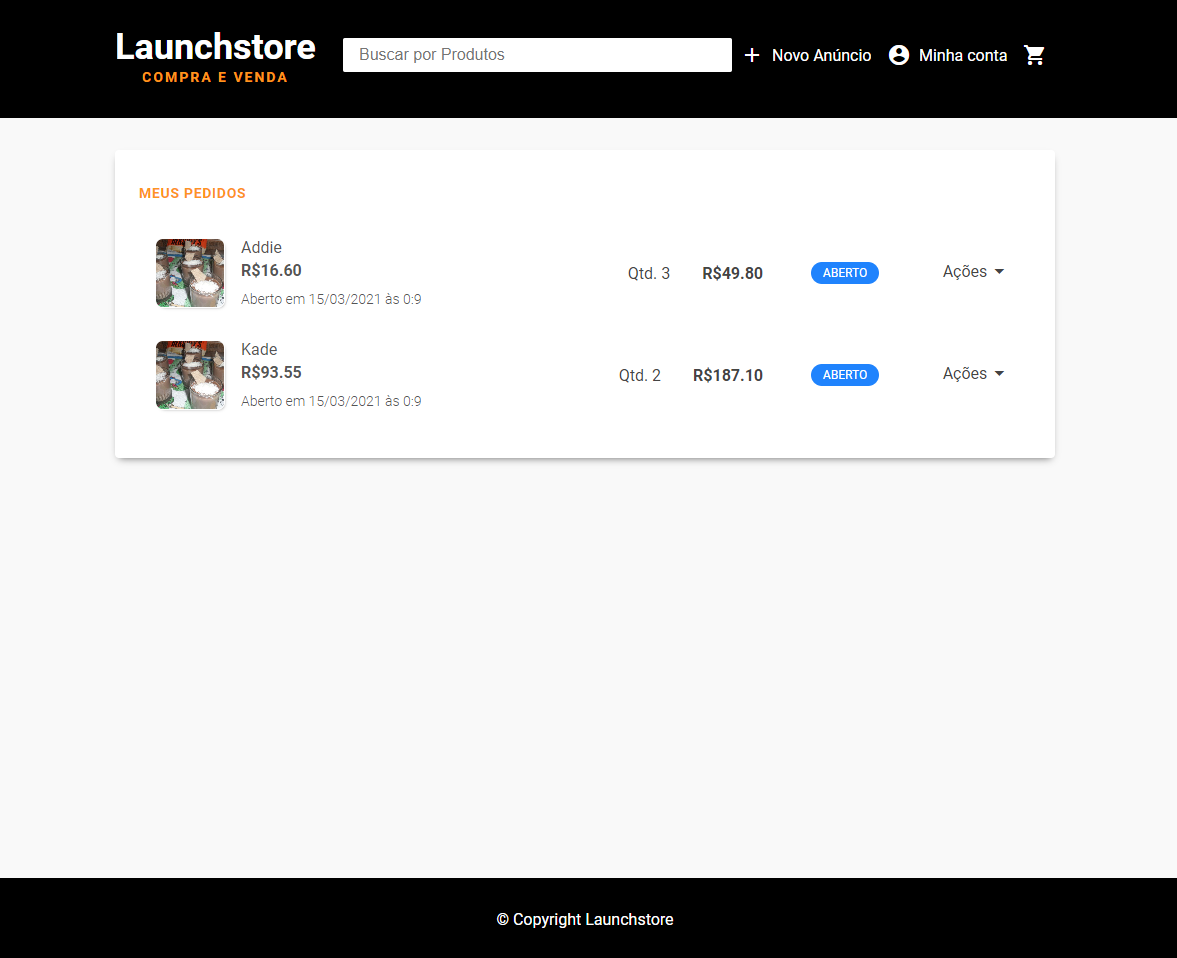 Launchstore
COMPRA E VENDA
Buscar por Produtos
Novo Anúncio
Minha conta
MEUS PEDIDOS
Addie
R$16.60
Aberto em 15/03/2021 às 0:9
Qtd. 3
R$49.80
ABERTO
Ações
Kade
R$93.55
Aberto em 15/03/2021 às 0:9
Qtd. 2
R$187.10
ABERTO
Ações
© Copyright Launchstore